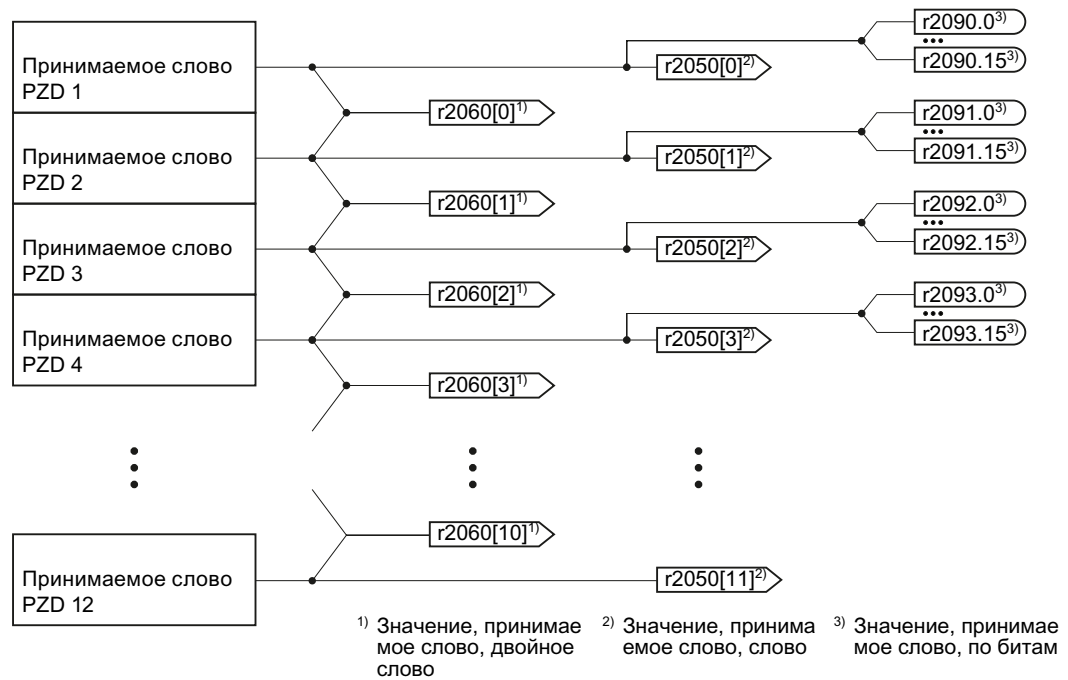 r2090.0³⁾
•••
Принимаемое слово
PZD 1
r2050[0]²⁾
r2090.15³⁾
r2060[0]¹⁾
r2091.0³⁾
•••
Принимаемое слово
PZD 2
r2050[1]²⁾
r2091.15³⁾
r2060[1]¹⁾
r2092.0³⁾
•••
Принимаемое слово
PZD 3
r2050[2]²⁾
r2092.15³⁾
r2060[2]¹⁾
r2093.0³⁾
•••
Принимаемое слово
PZD 4
r2050[3]²⁾
r2093.15³⁾
r2060[3]¹⁾
r2060[10]¹⁾
Принимаемое слово
PZD 12
r2050[11]²⁾
¹⁾ Значение, принимае
мое слово, двойное
слово
²⁾ Значение, принима
емое слово, слово
³⁾ Значение, принимае
мое слово, по битам